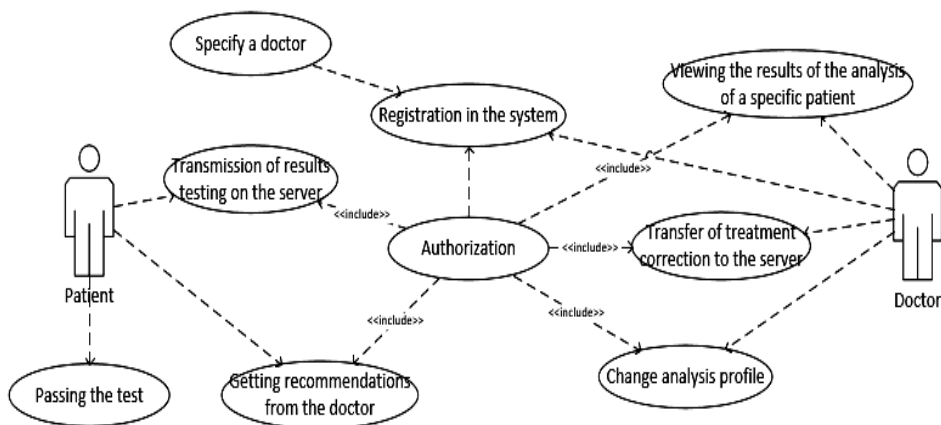 Specify a doctor
Viewing the results of the analysis
of a specific patient
Registration in the system
Transmission of results
testing on the server
<<include>>
<<include>>
Authorization
<<include>>
Transfer of treatment
correction to the server
Patient
Doctor
<<include>>
<<include>>
Passing the test
Getting recommendations
from the doctor
Change analysis profile